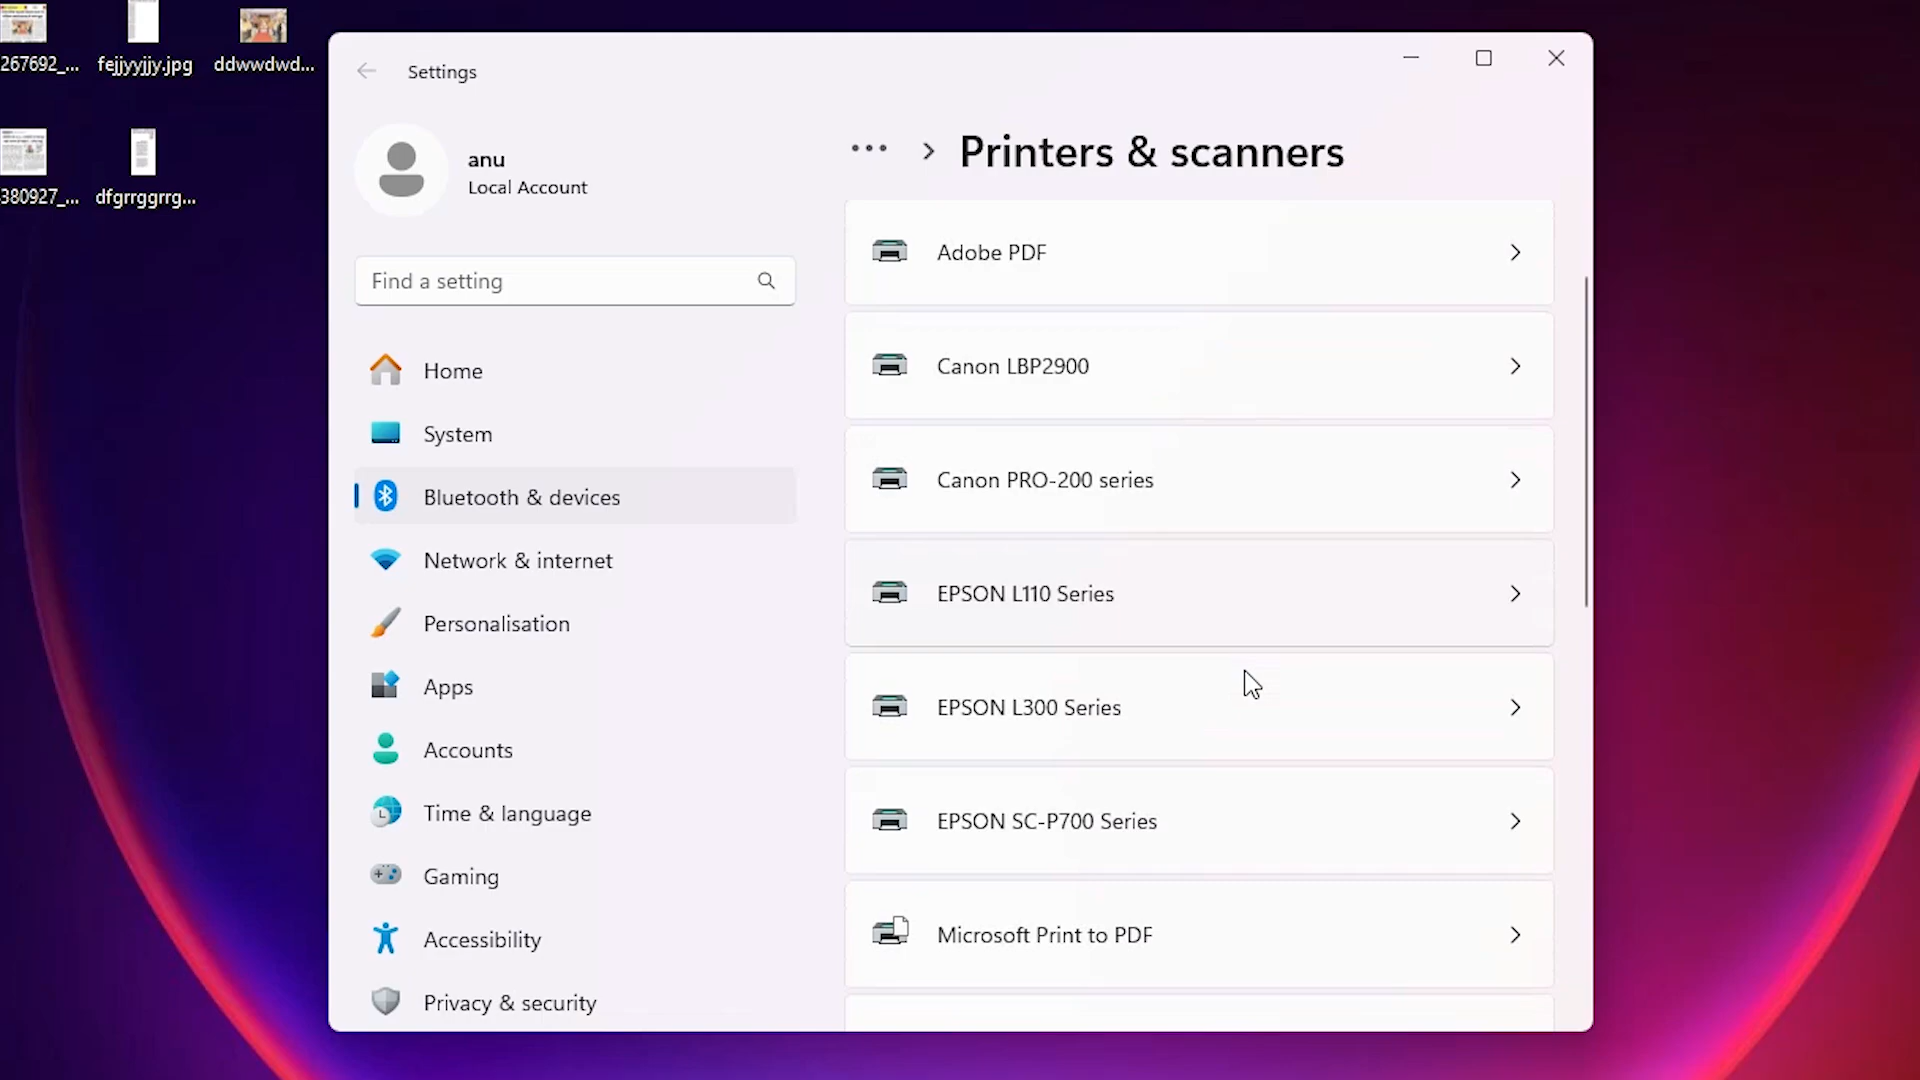 267692_...
fejjyyjjy.jpg
ddwwdwd...
380927_...
dfgrrggrrg...
Settings
anu
Local Account
Find a setting
Home
System
Bluetooth & devices
Network & internet
Personalisation
Apps
Accounts
Time & language
Gaming
Accessibility
Privacy & security
... > Printers & scanners
Adobe PDF
Canon LBP2900
Canon PRO-200 series
EPSON L110 Series
EPSON L300 Series
EPSON SC-P700 Series
Microsoft Print to PDF